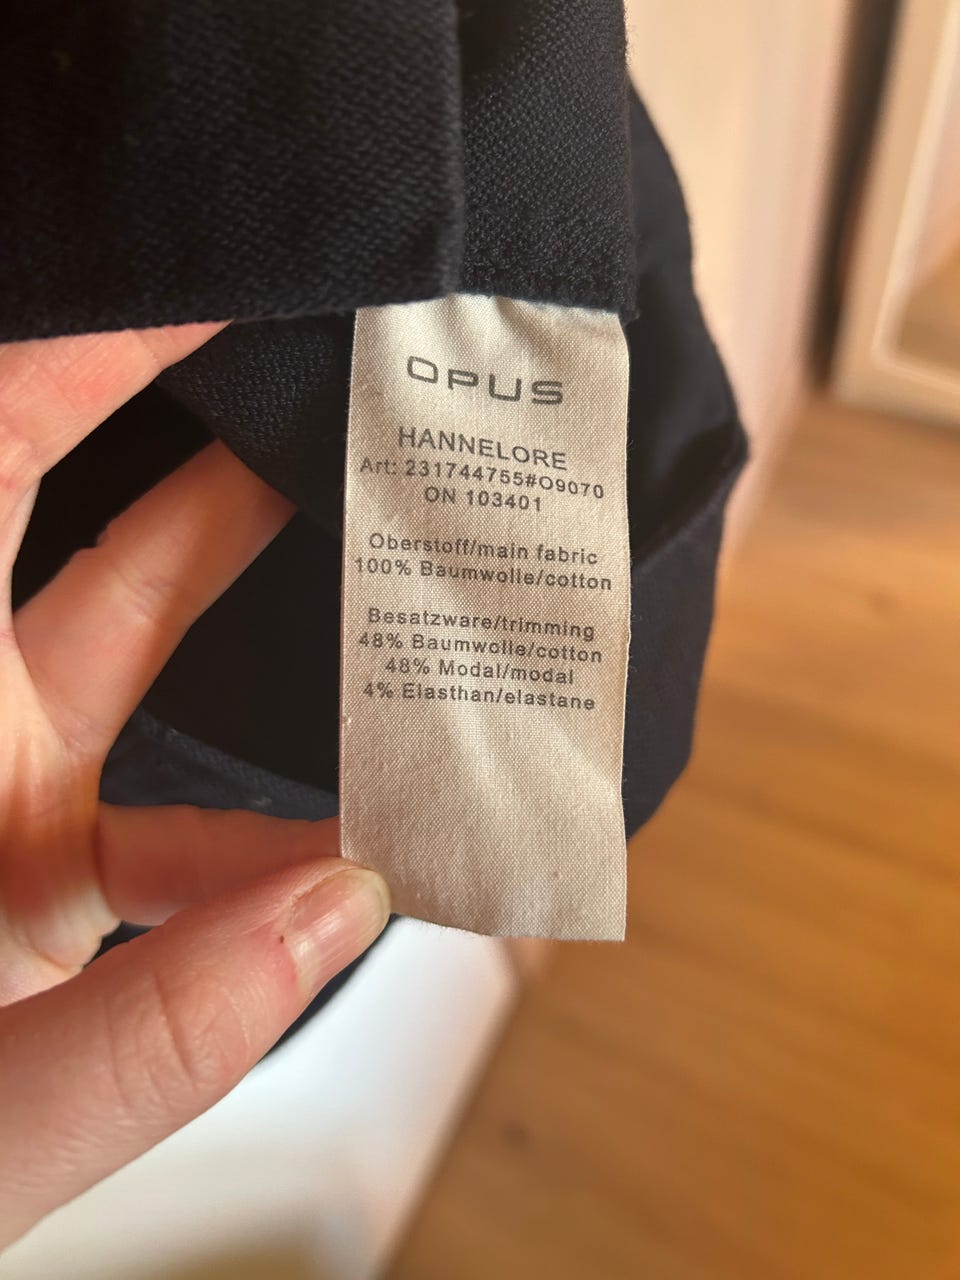 OPUS
HANNELORE
Art: 231744755#O9070
ON 103401
Oberstoff/main fabric
100% Baumwolle/cotton
Besatzware/trimming
48% Baumwolle/cotton
48% Modal/modal
4% Elasthan/elastane